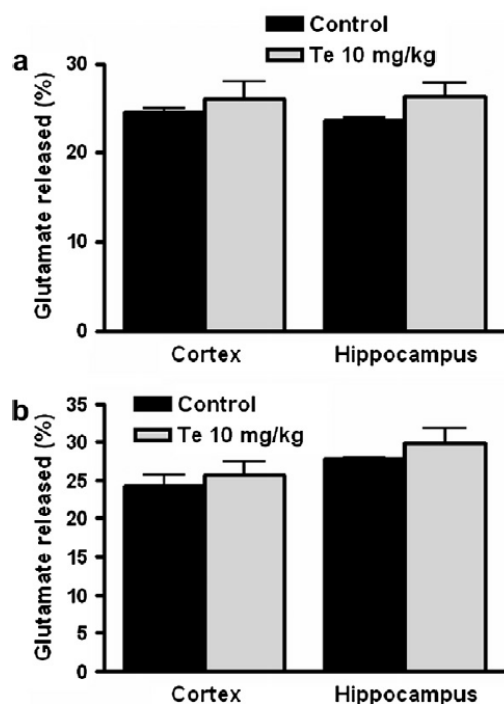 Control
Te 10 mg/kg
a
Glutamate released (%)
30
20
10
0
Cortex Hippocampus
b
Control
Te 10 mg/kg
Glutamate released (%)
35
30
25
20
15
10
5
0
Cortex Hippocampus